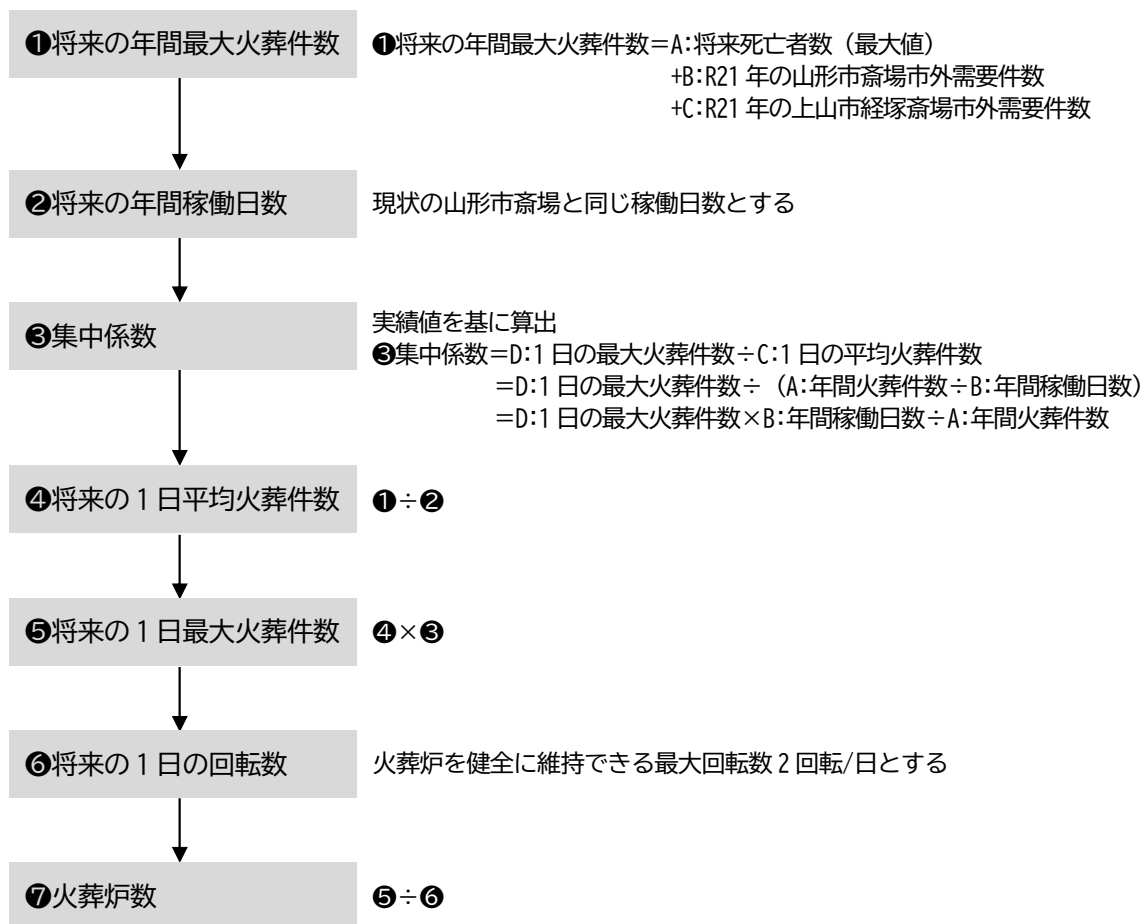 ❶将来の年間最大火葬件数
❶将来の年間最大火葬件数＝A:将来死亡者数（最大値）
+B:R21 年の山形市斎場市外需要件数
+C:R21 年の上山市経塚斎場市外需要件数
❷将来の年間稼働日数
現状の山形市斎場と同じ稼働日数とする
❸集中係数
実績値を基に算出
❸集中係数＝D:1 日の最大火葬件数÷C:1 日の平均火葬件数
＝D:1 日の最大火葬件数÷（A:年間火葬件数÷B:年間稼働日数）
＝D:1 日の最大火葬件数×B:年間稼働日数÷A:年間火葬件数
❹将来の 1 日平均火葬件数
❶÷❷
❺将来の 1 日最大火葬件数
❹×❸
❻将来の 1 日の回転数
火葬炉を健全に維持できる最大回転数 2 回転/日とする
❼火葬炉数
❺÷❻